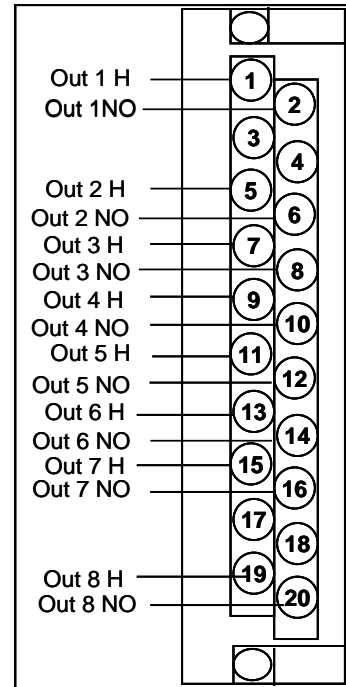 Out 1 H 1
Out 1NO 2
3
4
Out 2 H 5
Out 2 NO 6
Out 3 H 7
Out 3 NO 8
Out 4 H 9
Out 4 NO 10
Out 5 H 11
Out 5 NO 12
Out 6 H 13
Out 6 NO 14
Out 7 H 15
Out 7 NO 16
17
18
Out 8 H 19
Out 8 NO 20